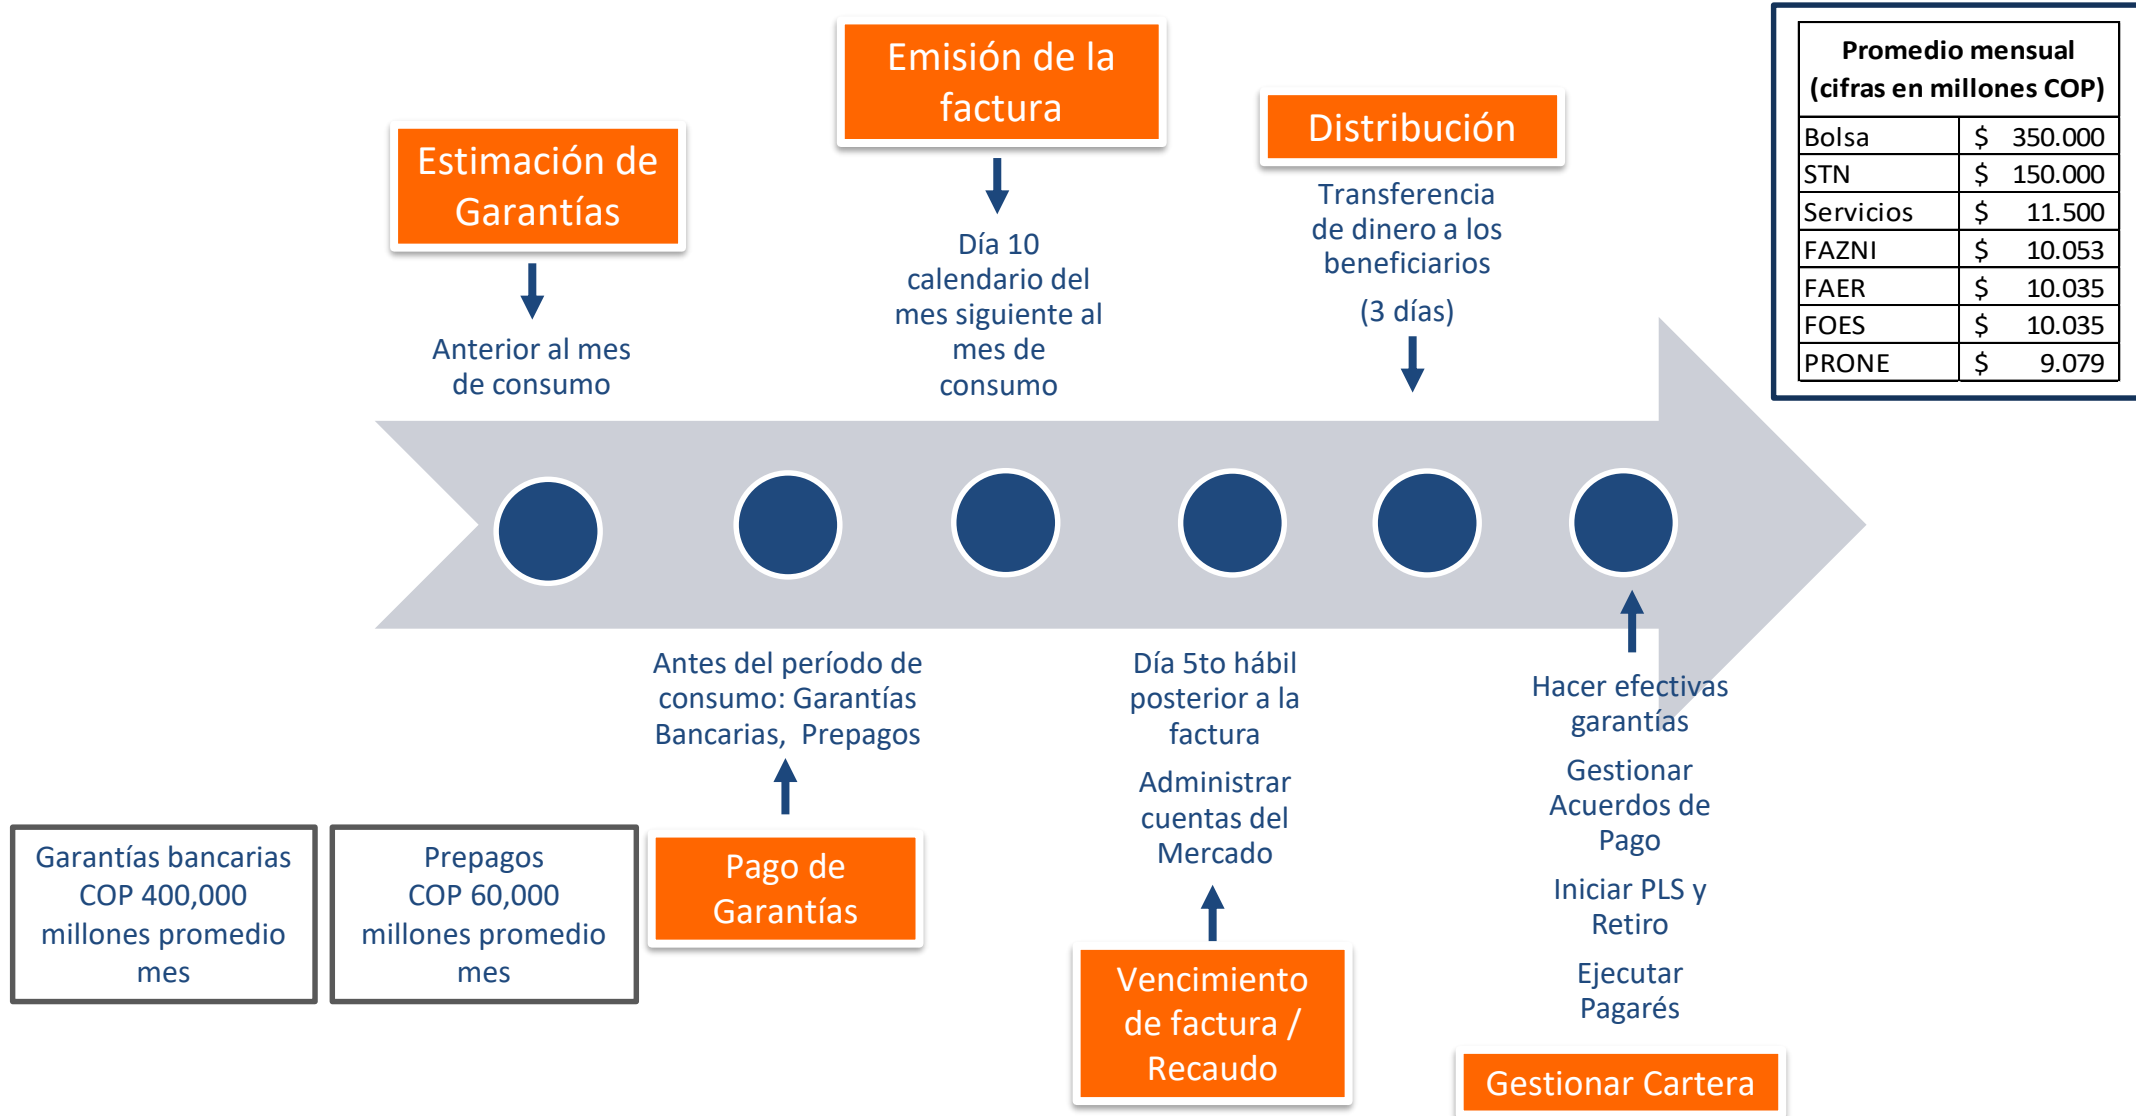 Emisión de la
factura
Día 10
calendario del
mes siguiente al
mes de
consumo
Estimación de
Garantías
Anterior al mes
de consumo
Distribución
Transferencia
de dinero a los
beneficiarios
(3 días)
Promedio mensual
(cifras en millones COP)
Bolsa $ 350.000
STN $ 150.000
Servicios $ 11.500
FAZNI $ 10.053
FAER $ 10.035
FOES $ 10.035
PRONE $ 9.079
Garantías bancarias
COP 400,000
millones promedio
mes
Prepagos
COP 60,000
millones promedio
mes
Antes del período de
consumo: Garantías
Bancarias, Prepagos
Pago de
Garantías
Día 5to hábil
posterior a la
factura
Administrar
cuentas del
Mercado
Vencimiento
de factura /
Recaudo
Hacer efectivas
garantías
Gestionar
Acuerdos de
Pago
Iniciar PLS y
Retiro
Ejecutar
Pagarés
Gestionar Cartera